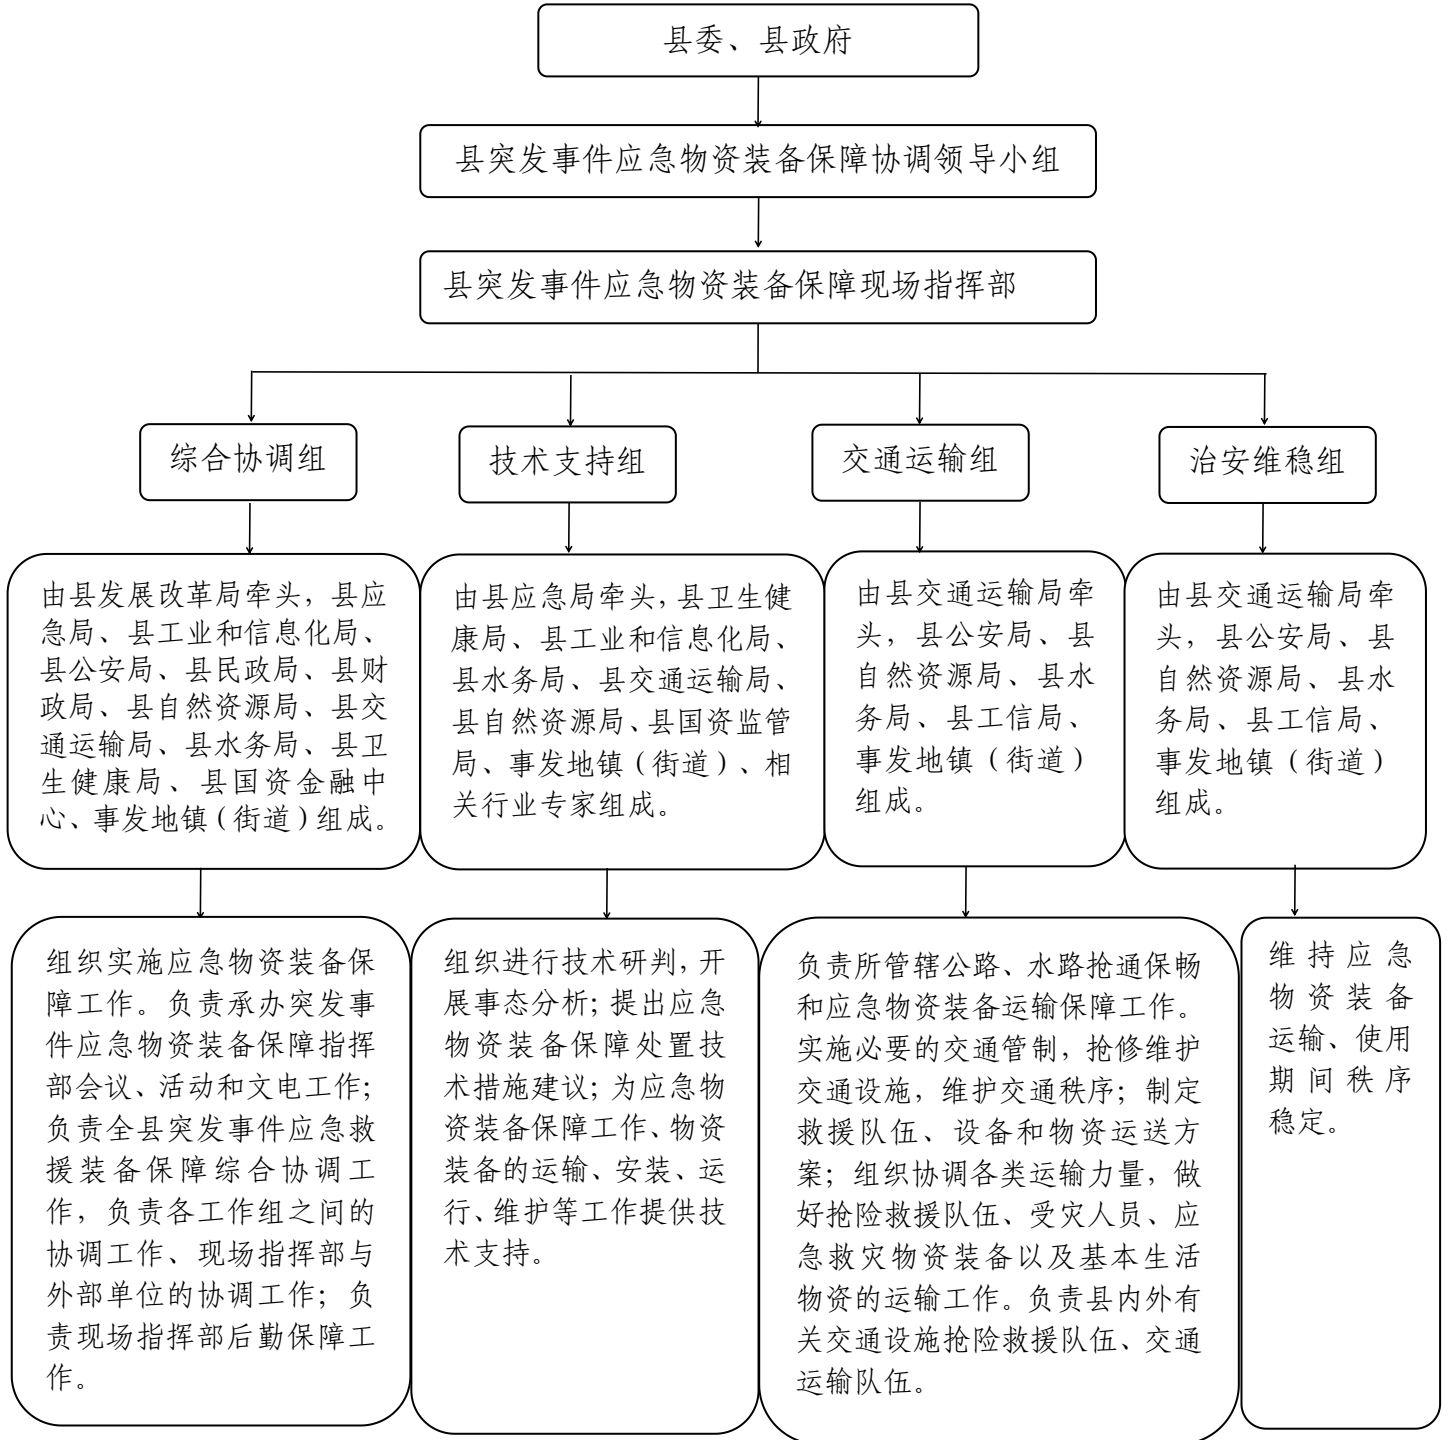 县委、县政府
县突发事件应急物资装备保障协调领导小组
县突发事件应急物资装备保障现场指挥部
综合协调组
技术支持组
交通运输组
治安维稳组
由县发展改革局牵头，县应
急局、县工业和信息化局、
县公安局、县民政局、县财
政局、县自然资源局、县交
通运输局、县水务局、县卫
生健康局、县国资金融中
心、事发地镇（街道）组成。
由县应急局牵头，县卫生健
康局、县工业和信息化局、
县水务局、县交通运输局、
县自然资源局、县国资监管
局、事发地镇（街道）、相
关行业专家组成。
由县交通运输局牵
头，县公安局、县
自然资源局、县水
务局、县工信局、
事发地镇（街道）
组成。
由县交通运输局牵
头，县公安局、县
自然资源局、县水
务局、县工信局、
事发地镇（街道）
组成。
组织实施应急物资装备保
障工作。负责承办突发事
件应急物资装备保障指挥
部会议、活动和文电工作；
负责全县突发事件应急救
援装备保障综合协调工
作，负责各工作组之间的
协调工作、现场指挥部与
外部单位的协调工作；负
责现场指挥部后勤保障工
作。
组织进行技术研判，开
展事态分析；提出应急
物资装备保障处置技
术措施建议；为应急物
资装备保障工作、物资
装备的运输、安装、运
行、维护等工作提供技
术支持。
负责所管辖公路、水路抢通保畅
和应急物资装备运输保障工作。
实施必要的交通管制，抢修维护
交通设施，维护交通秩序；制定
救援队伍、设备和物资运送方
案；组织协调各类运输力量，做
好抢险救援队伍、受灾人员、应
急救灾物资装备以及基本生活
物资的运输工作。负责县内外有
关交通设施抢险救援队伍、交通
运输队伍。
维持应急
物资装备
运输、使用
期间秩序
稳定。